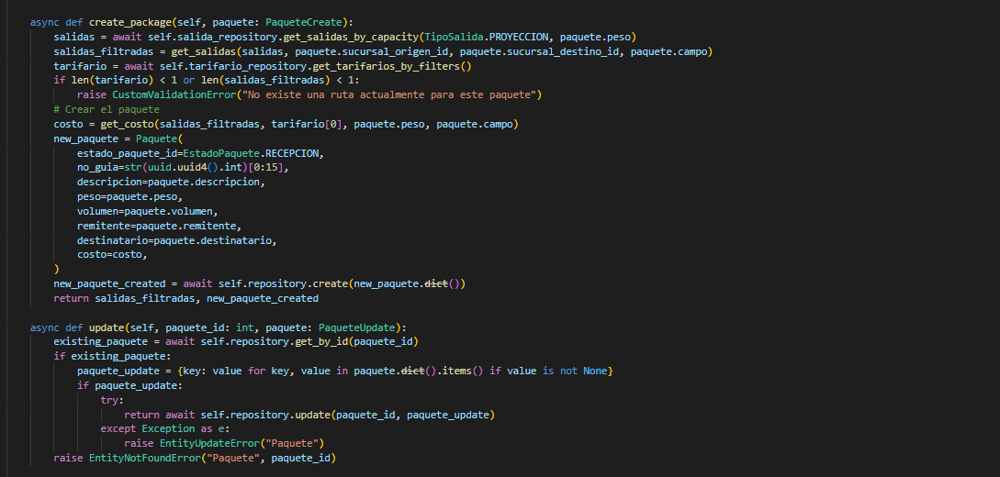 async def create_package(self, paquete: PaqueteCreate):
    salidas = await self.salida_repository.get_salidas_by_capacity(TipoSalida.PROYECCION, paquete.peso)
    salidas_filtradas = get_salidas(salidas, paquete.sucursal_origen_id, paquete.sucursal_destino_id, paquete.campo)
    tarifario = await self.tarifario_repository.get_tarifarios_by_filters()
    if len(tarifario) < 1 or len(salidas_filtradas) < 1:
        raise CustomValidationError("No existe una ruta actualmente para este paquete")
    # Crear el paquete
    costo = get_costo(salidas_filtradas, tarifario[0], paquete.peso, paquete.campo)
    new_paquete = Paquete(
        estado_paquete_id=EstadoPaquete.RECEPCION,
        no_guia=str(uuid.uuid4().int)[0:15],
        descripcion=paquete.descripcion,
        peso=paquete.peso,
        volumen=paquete.volumen,
        remitente=paquete.remitente,
        destinatario=paquete.destinatario,
        costo=costo,
    )
    new_paquete_created = await self.repository.create(new_paquete.dict())
    return salidas_filtradas, new_paquete_created
async def update(self, paquete_id: int, paquete: PaqueteUpdate):
    existing_paquete = await self.repository.get_by_id(paquete_id)
    if existing_paquete:
        paquete_update = {key: value for key, value in paquete.dict().items() if value is not None}
        if paquete_update:
            try:
                return await self.repository.update(paquete_id, paquete_update)
            except Exception as e:
                raise EntityUpdateError("Paquete")
    raise EntityNotFoundError("Paquete", paquete_id)